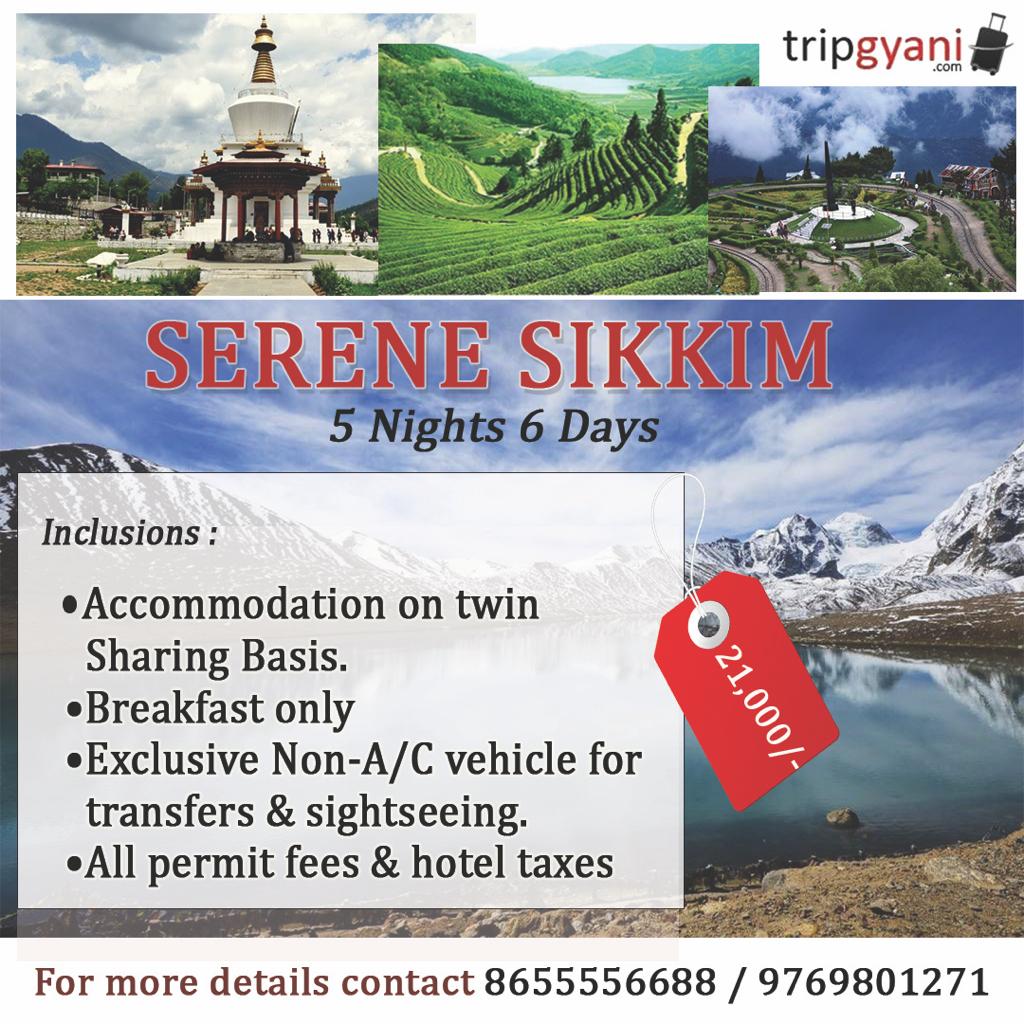 tripgyani
.com
SERENE SIKKIM
5 Nights 6 Days
Inclusions :
•Accommodation on twin
Sharing Basis.
•Breakfast only
•Exclusive Non-A/C vehicle for
transfers & sightseeing.
•All permit fees & hotel taxes
21,000/-
For more details contact 8655556688 / 9769801271